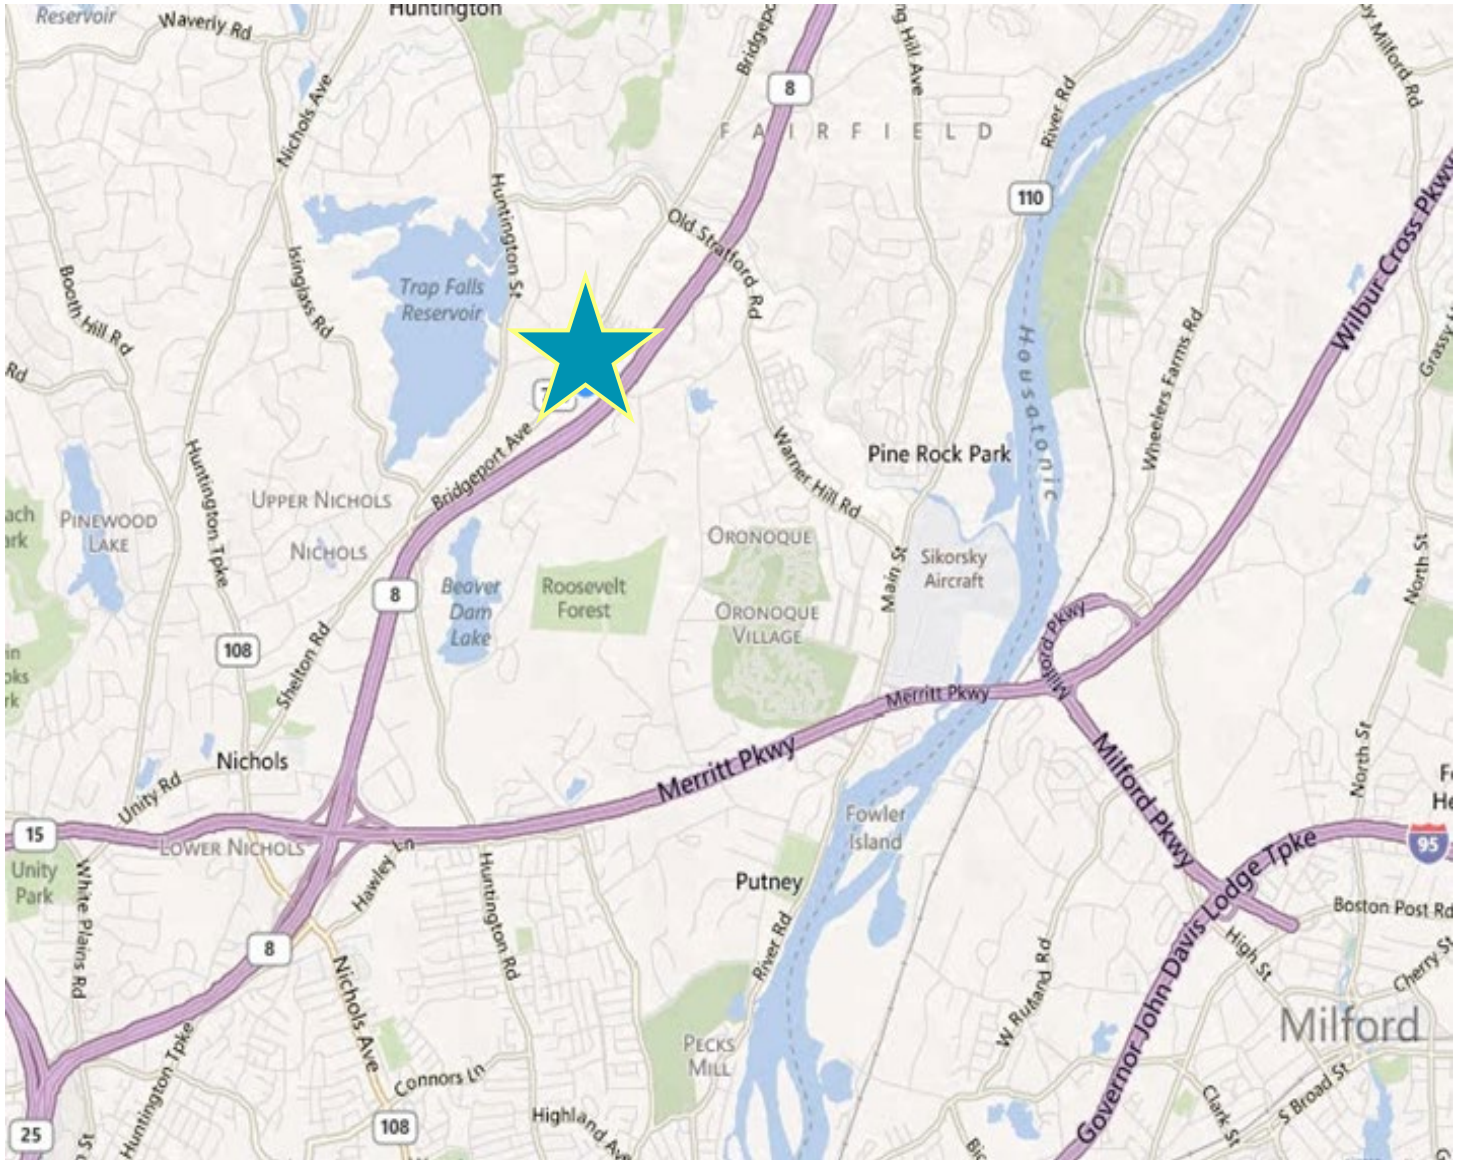 Reservoir
Waverly Rd
Huntington
Nichols Ave
8
FAIRFIELD
River Rd
110
Huntington St
Old Stratford Rd
Wilbur Cross Pkwy
Booth Hill Rd
Isinglass Rd
Trap Falls
Reservoir
Rd
Housatonic
Wheelers Farms Rd
Bridgeport Ave
Warner Hill Rd
Pine Rock Park
Huntington Tpke
UPPER NICHOLS
PINEWOOD
LAKE
NICHOLS
ORONOQUE
Sikorsky
Aircraft
Main St
North St
8
Beaver
Dam
Lake
Roosevelt
Forest
ORONOQUE
VILLAGE
108
Shelton Rd
Milford Pkwy
Merritt Pkwy
Nichols
Unity Rd
Merritt Pkwy
Milford Pkwy
North St
15
LOWER NICHOLS
Hawley Ln
Fowler
Island
95
Unity
Park
White Plains Rd
Huntington Rd
Putney
Governor John Davis Lodge Tpke
Boston Post Rd
8
River Rd
High St
Cherry St
Nichols Ave
W Rutland Rd
Milford
PECKS
MILL
Huntington Tpke
Connors Ln
S Broad St
Clark St
25
108
Highland Ave